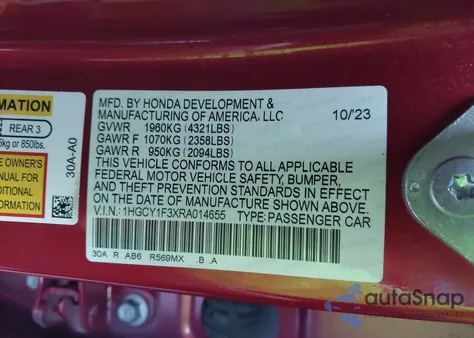 MATION
REAR 3
5kg or 850lbs.
E OWNER'S
NUAL FOR
DITIONAL
ORMATION
30A-A0
MFD. BY HONDA DEVELOPMENT &
MANUFACTURING OF AMERICA, LLC 10/23
GVWR 1960KG (4321LBS)
GAWR F 1070KG (2358LBS)
GAWR R 950KG (2094LBS)
THIS VEHICLE CONFORMS TO ALL APPLICABLE
FEDERAL MOTOR VEHICLE SAFETY, BUMPER,
AND THEFT PREVENTION STANDARDS IN EFFECT
ON THE DATE OF MANUFACTURE SHOWN ABOVE.
V.I.N.: 1HGCY1F3XRA014655 TYPE: PASSENGER CAR
30A R AB6 R569MX .B .A
autoSnap